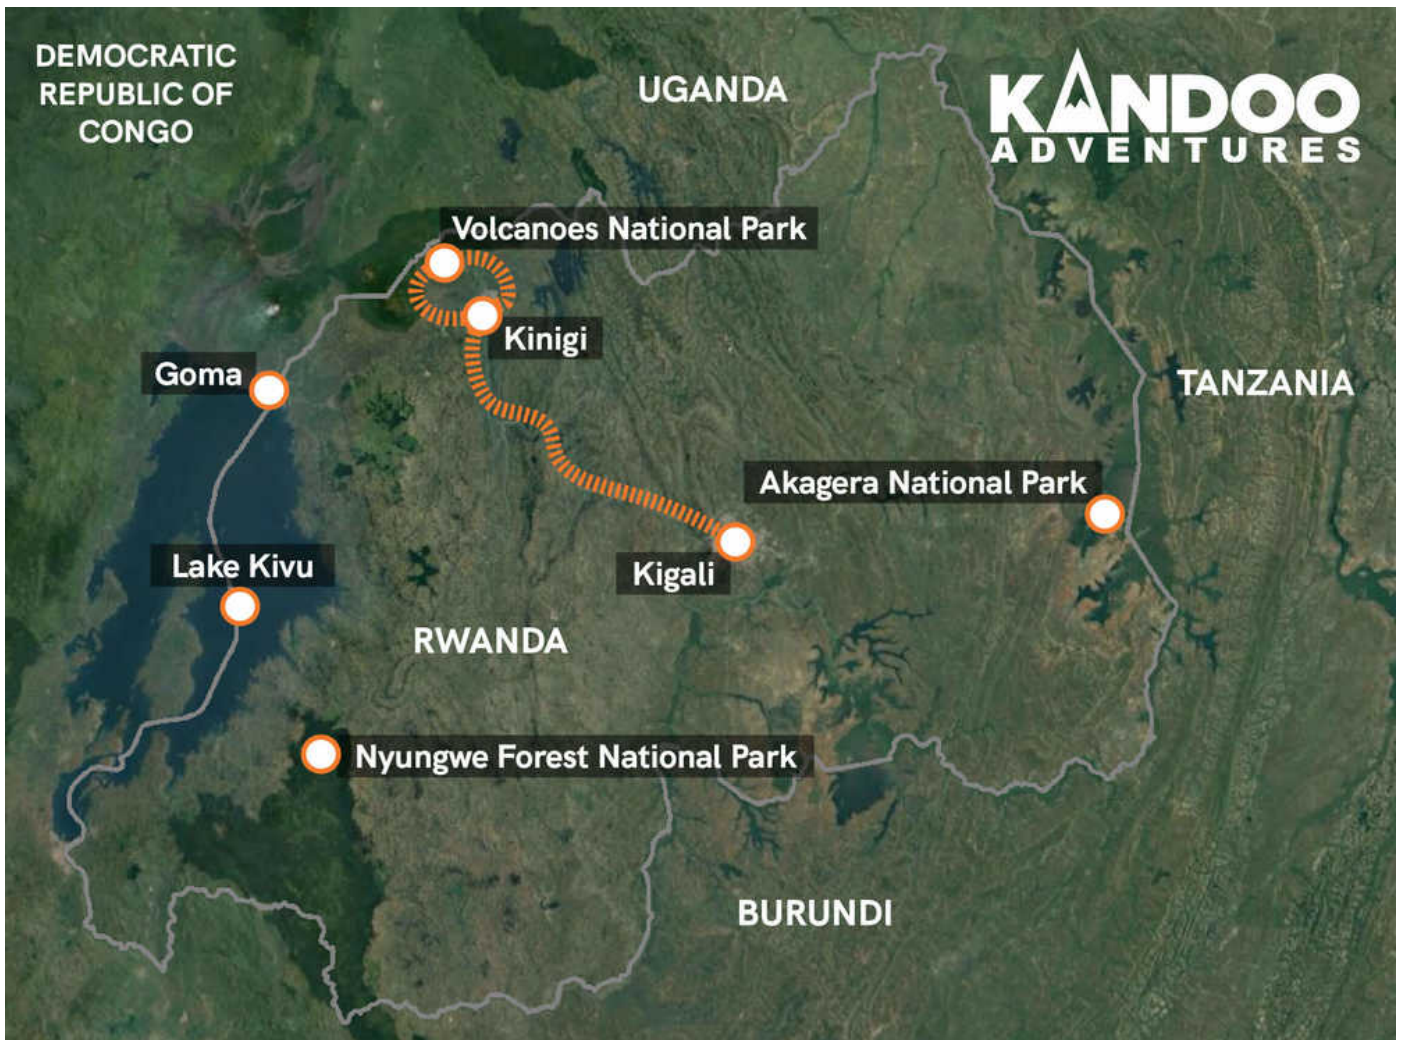 DEMOCRATIC
REPUBLIC OF
CONGO
UGANDA
KANDOO
ADVENTURES
Volcanoes National Park
Kinigi
Goma
TANZANIA
Akagera National Park
Lake Kivu
Kigali
RWANDA
Nyungwe Forest National Park
BURUNDI